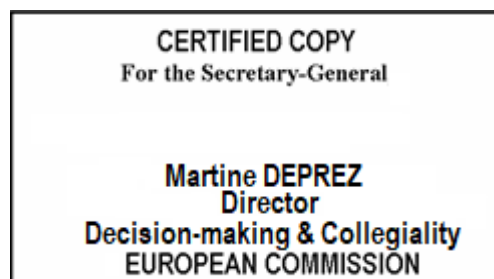 CERTIFIED COPY
For the Secretary-General
Martine DEPREZ
Director
Decision-making & Collegiality
EUROPEAN COMMISSION